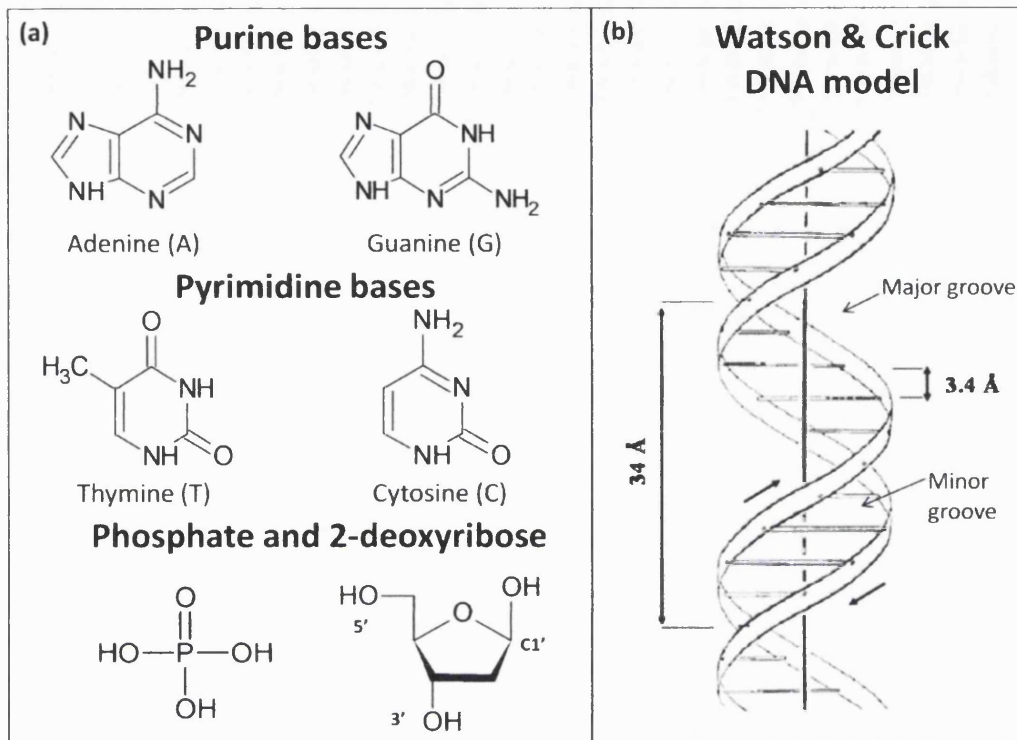 (a)
Purine bases
NH2
N
N
NH
N
Adenine (A)
O
N
NH
NH
N
NH2
Guanine (G)
Pyrimidine bases
O
H3C
NH
NH
O
Thymine (T)
NH2
N
NH
O
Cytosine (C)
Phosphate and 2-deoxyribose
O
HO
P
OH
OH
HO
5'
O
OH
C1'
3'
OH
(b)
Watson & Crick
DNA model
Major groove
3.4 Å
34 Å
Minor
groove